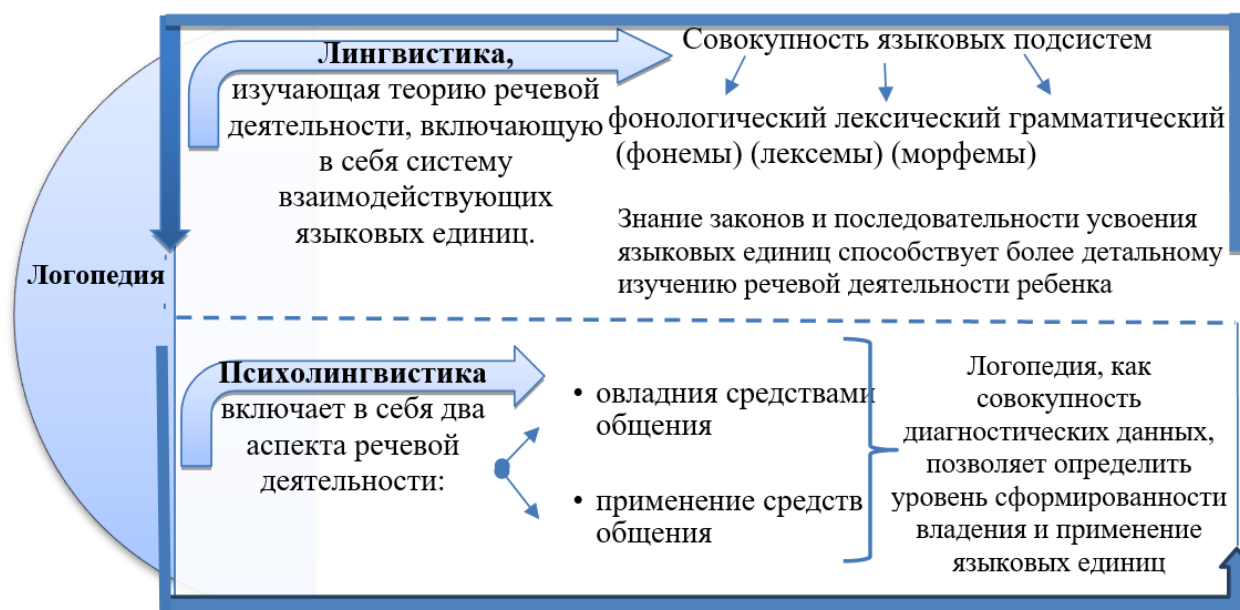 Логопедия
Лингвистика,
изучающая теорию речевой
деятельности, включающую
в себя систему
взаимодействующих
языковых единиц.
Совокупность языковых подсистем
фонологический лексический грамматический
(фонемы) (лексемы) (морфемы)
Знание законов и последовательности усвоения
языковых единиц способствует более детальному
изучению речевой деятельности ребенка
Психолингвистика
включает в себя два
аспекта речевой
деятельности:
• овладния средствами
общения
• применение средств
общения
Логопедия, как
совокупность
диагностических данных,
позволяет определить
уровень сформированности
владения и применение
языковых единиц